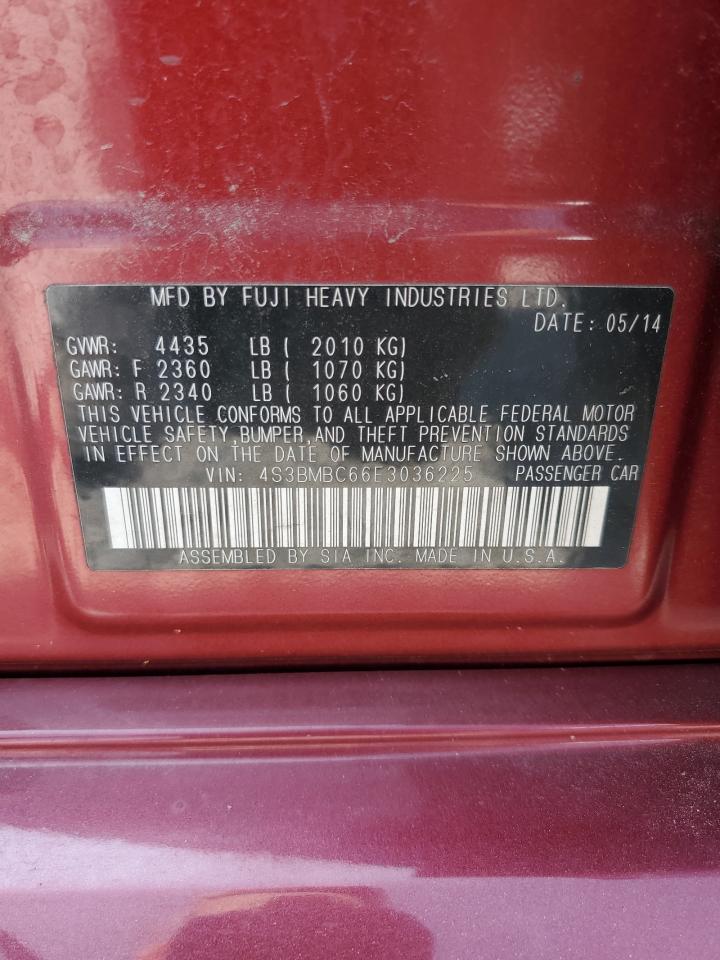 MFD BY FUJI HEAVY INDUSTRIES LTD.
DATE: 05/14
GVWR: 4435 LB ( 2010 KG)
GAWR: F 2360 LB ( 1070 KG)
GAWR: R 2340 LB ( 1060 KG)
THIS VEHICLE CONFORMS TO ALL APPLICABLE FEDERAL MOTOR
VEHICLE SAFETY,BUMPER,AND THEFT PREVENTION STANDARDS
IN EFFECT ON THE DATE OF MANUFACTURE SHOWN ABOVE.
VIN: 4S3BMBC66E3036225 PASSENGER CAR
ASSEMBLED BY SIA INC. MADE IN U.S.A.